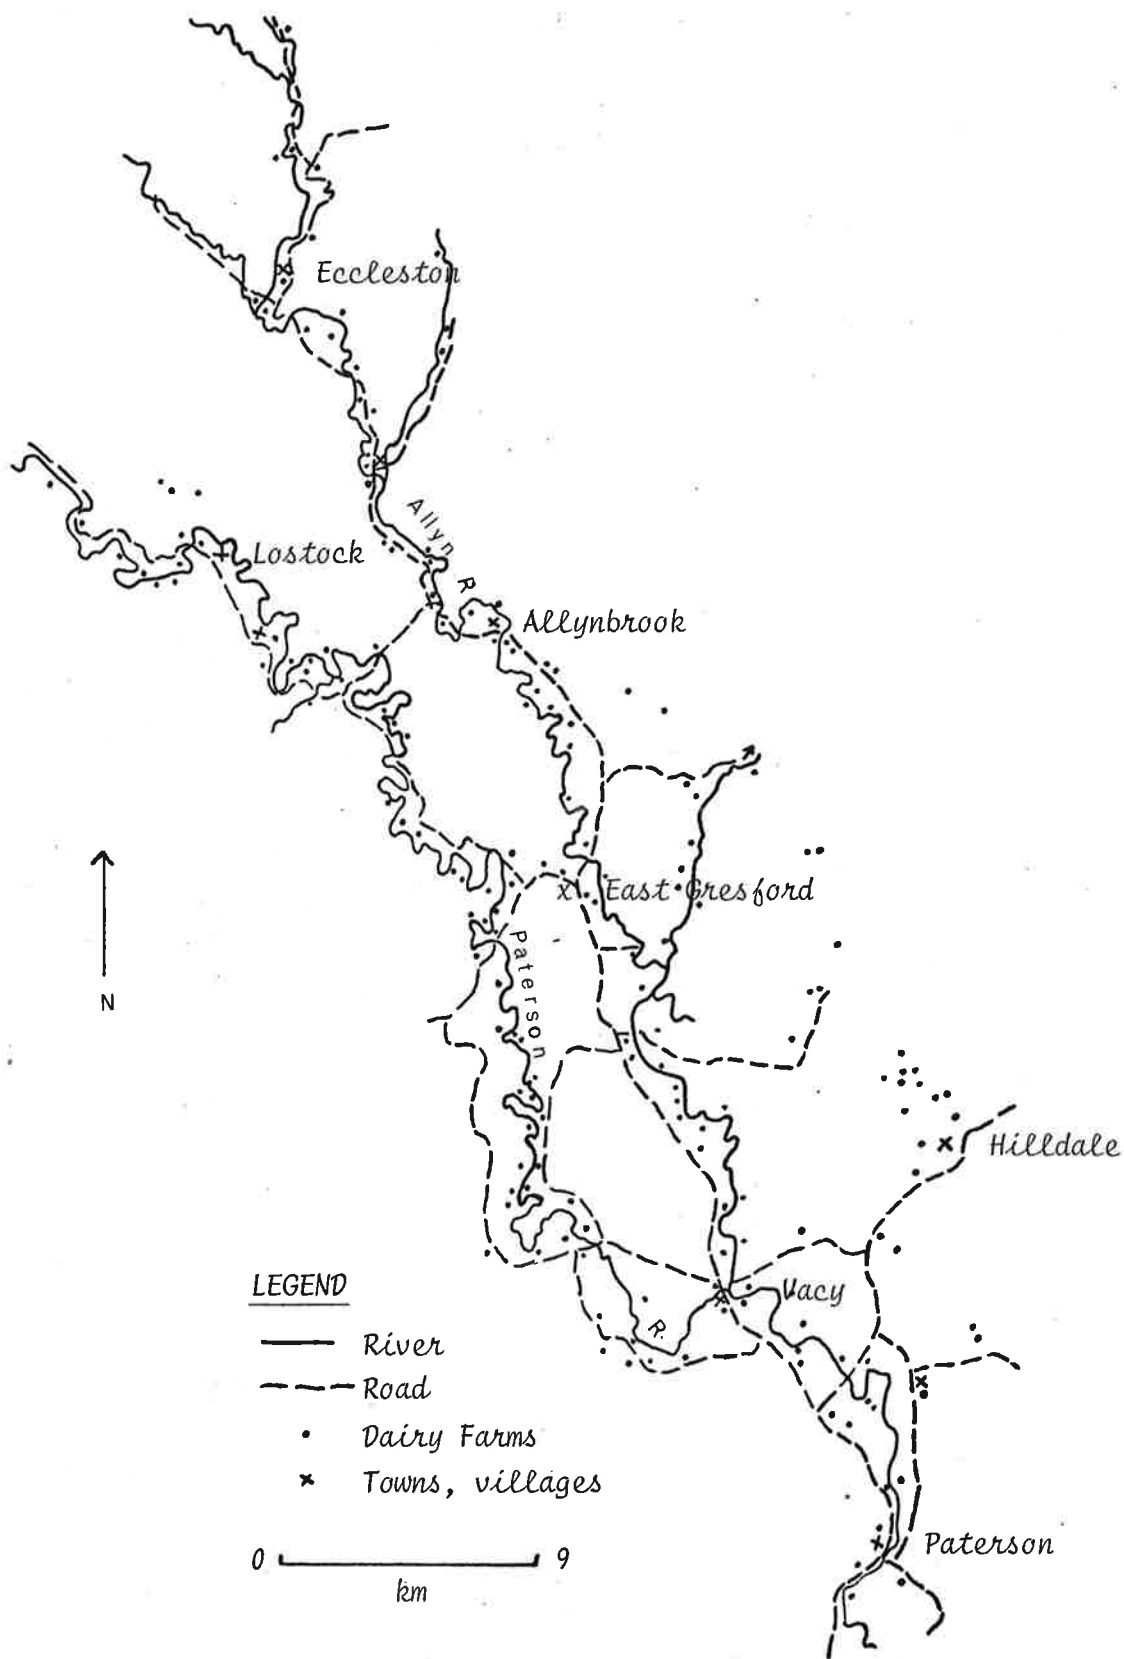 Eccleston
Allyn R.
Lostock
Allynbrook
East Gresford
Paterson R.
N
Hilldale
Vacy
LEGEND
River
Road
Dairy Farms
Towns, villages
0 9
km
Paterson